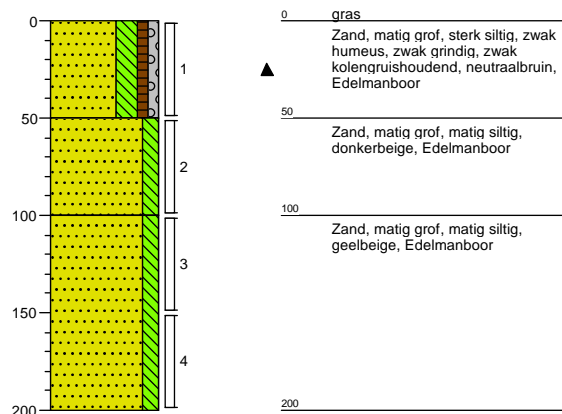 0
50
100
150
200
1
2
3
4
0
gras
Zand, matig grof, sterk siltig, zwak
humeus, zwak grindig, zwak
kolengruishoudend, neutraalbruin,
Edelmanboor
50
Zand, matig grof, matig siltig,
donkerbeige, Edelmanboor
100
Zand, matig grof, matig siltig,
geelbeige, Edelmanboor
200